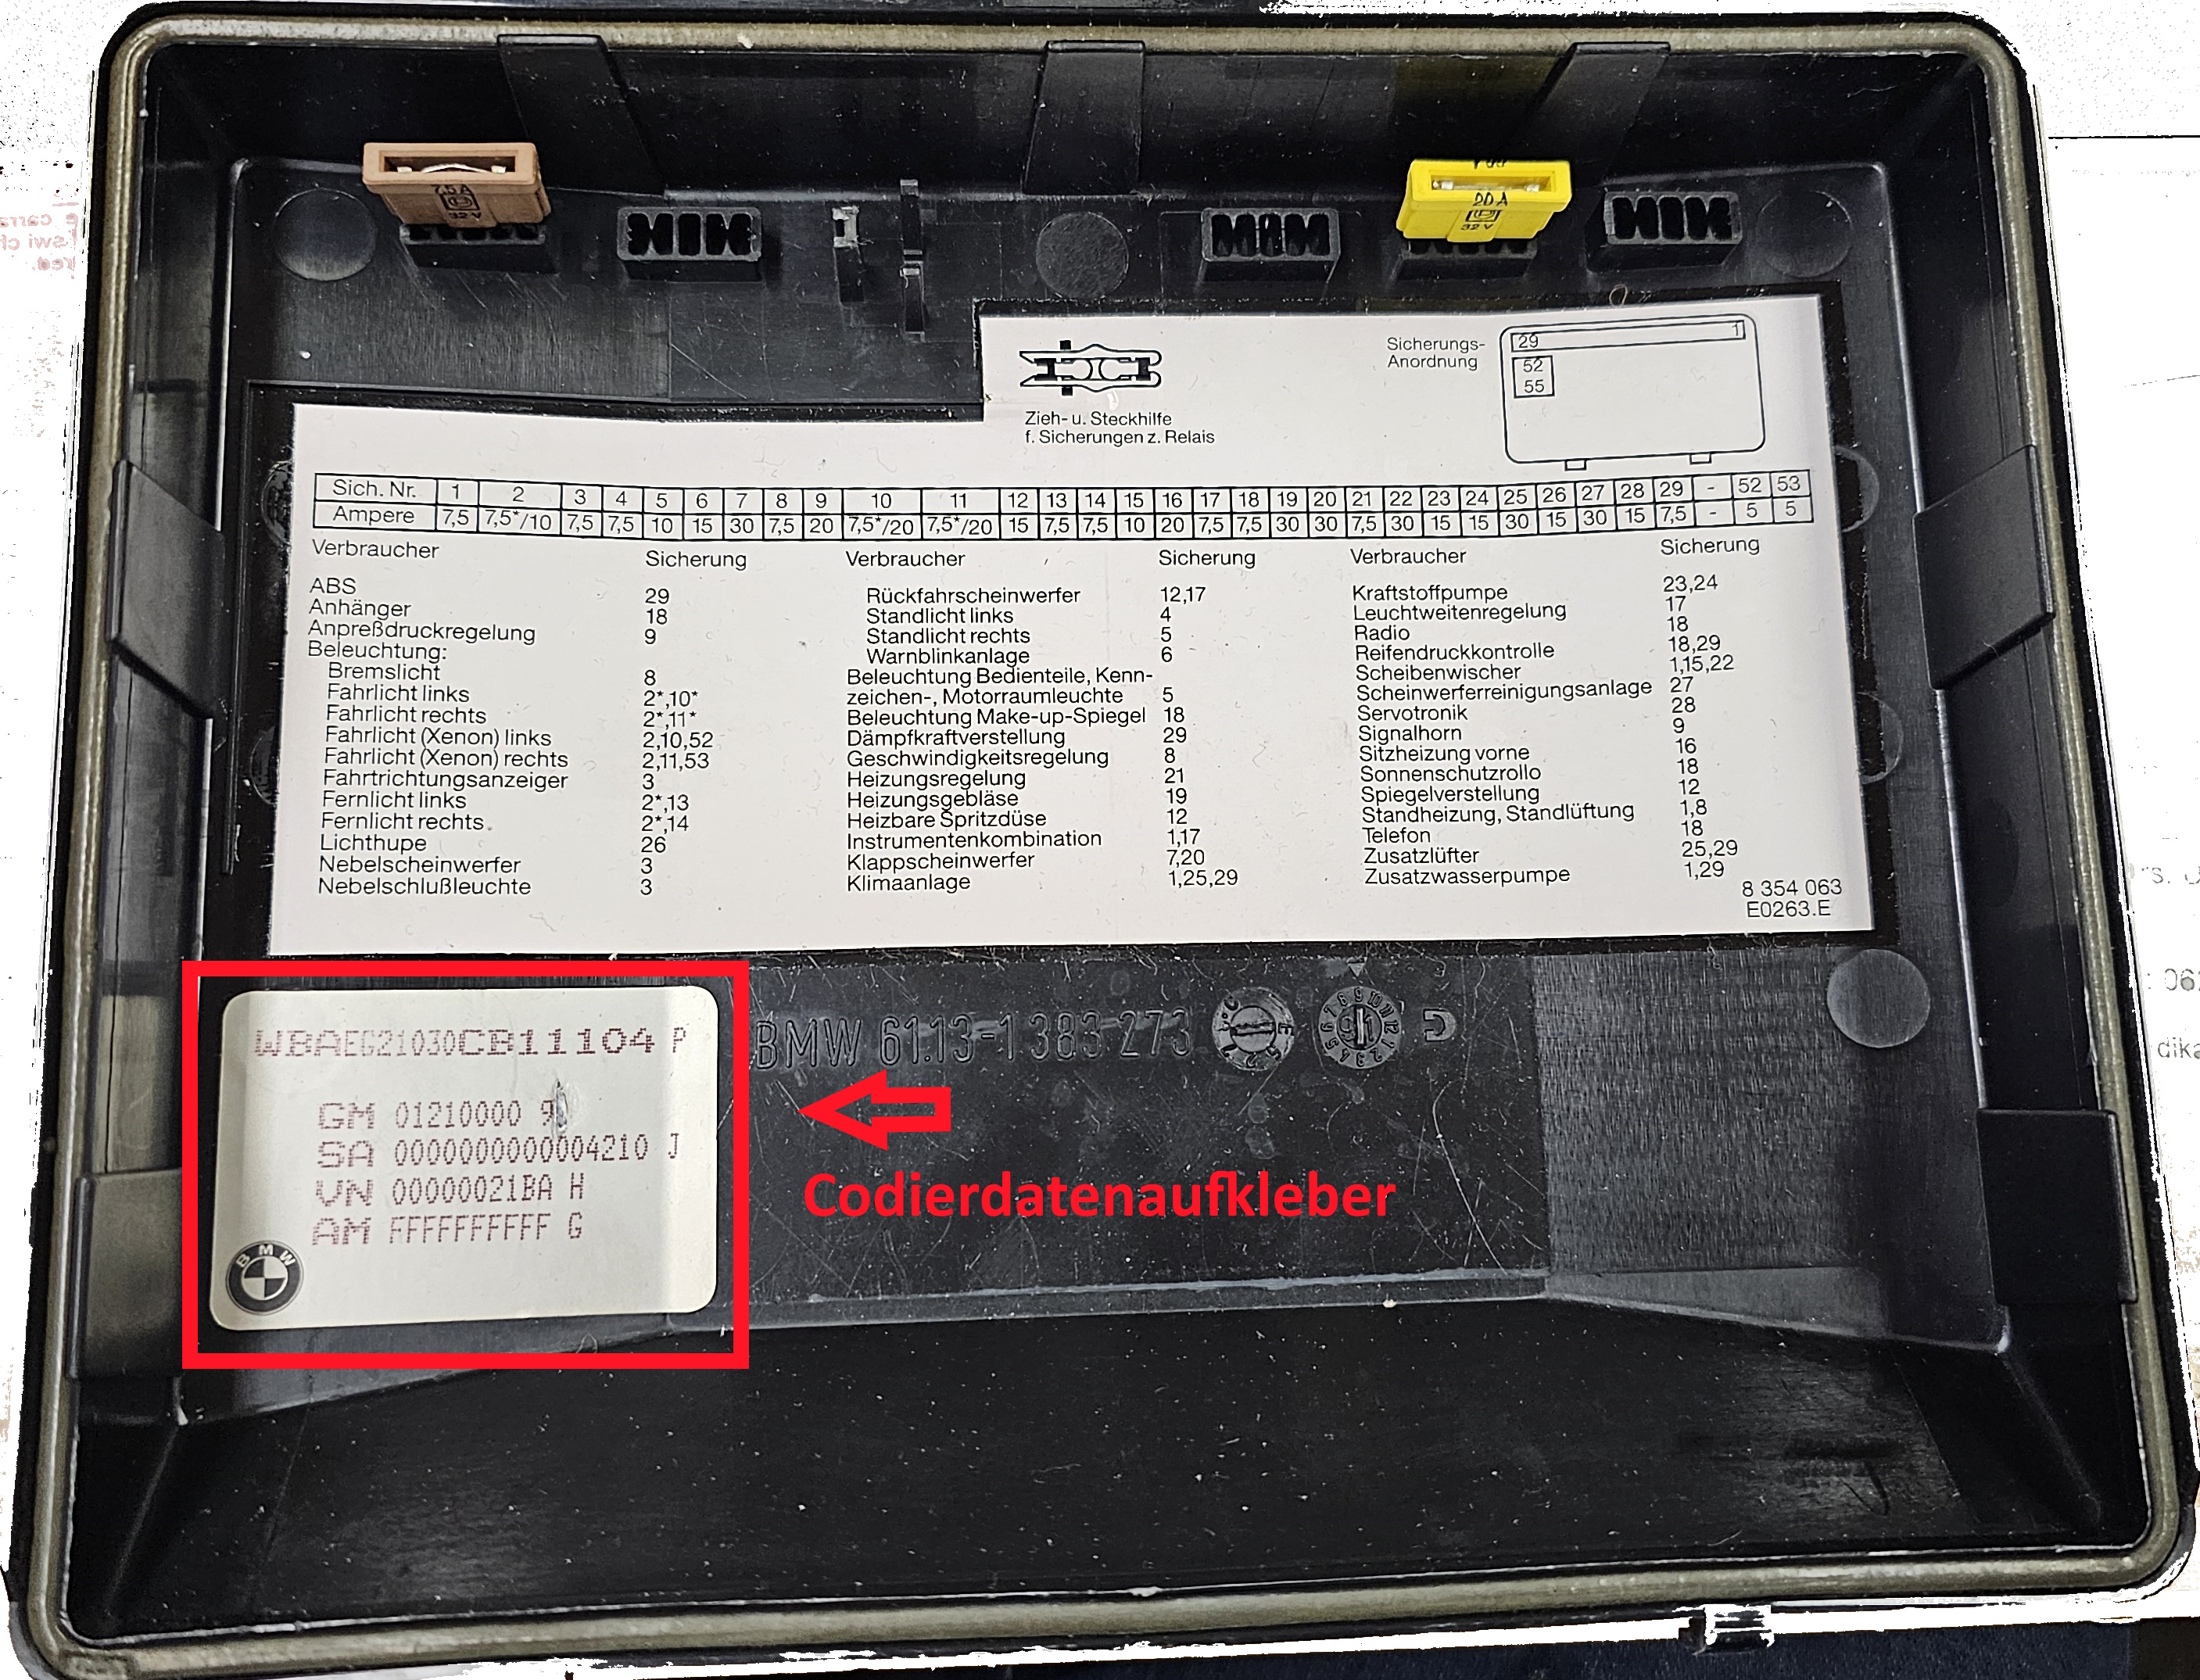 7,5 A
32 V
20 A
32 V
Zieh- u. Steckhilfe
f. Sicherungen z. Relais
Sicherungs-
Anordnung
29 1
52
55
Sich. Nr. 1 2 3 4 5 6 7 8 9 10 11 12 13 14 15 16 17 18 19 20 21 22 23 24 25 26 27 28 29 - 52 53
Ampere 7,5 7,5*/10 7,5 7,5 10 15 30 7,5 20 7,5*/20 7,5*/20 15 7,5 7,5 10 20 7,5 7,5 30 30 7,5 30 15 15 30 15 30 15 7,5 - 5 5
Verbraucher Sicherung
ABS 29
Anhänger 18
Anpreßdruckregelung 9
Beleuchtung:
Bremslicht 8
Fahrlicht links 2*,10*
Fahrlicht rechts 2*,11*
Fahrlicht (Xenon) links 2,10,52
Fahrlicht (Xenon) rechts 2,11,53
Fahrtrichtungsanzeiger 3
Fernlicht links 2*,13
Fernlicht rechts 2*,14
Lichthupe 26
Nebelscheinwerfer 3
Nebelschlußleuchte 3
Verbraucher Sicherung
Rückfahrscheinwerfer 12,17
Standlicht links 4
Standlicht rechts 5
Warnblinkanlage 6
Beleuchtung Bedienteile, Kenn-
zeichen-, Motorraumleuchte 5
Beleuchtung Make-up-Spiegel 18
Dämpfkraftverstellung 29
Geschwindigkeitsregelung 8
Heizungsregelung 21
Heizungsgebläse 19
Heizbare Spritzdüse 12
Instrumentenkombination 1,17
Klappscheinwerfer 7,20
Klimaanlage 1,25,29
Verbraucher Sicherung
Kraftstoffpumpe 23,24
Leuchtweitenregelung 17
Radio 18
Reifendruckkontrolle 18,29
Scheibenwischer 1,15,22
Scheinwerferreinigungsanlage 27
Servotronik 28
Signalhorn 9
Sitzheizung vorne 16
Sonnenschutzrollo 18
Spiegelverstellung 12
Standheizung, Standlüftung 1,8
Telefon 18
Zusatzlüfter 25,29
Zusatzwasserpumpe 1,29
8 354 063
E0263.E
WBAEG21030CB11104 P
GM 01210000 9
SA 0000000000004210 J
VN 00000021BA H
AM FFFFFFFFFF G
BMW
BMW 61.13-1 383 273
Codierdatenaufkleber